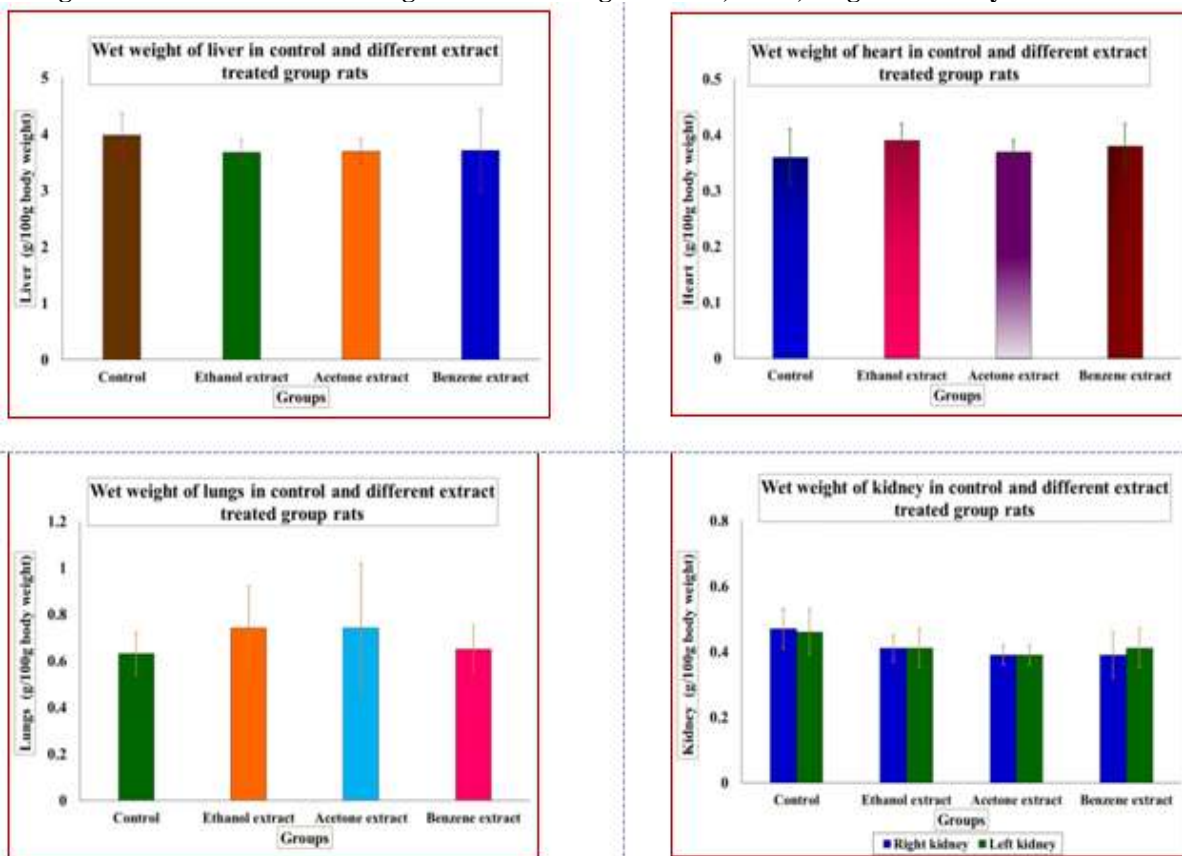 Wet weight of liver in control and different extract
treated group rats
5
4
3
2
1
0
Liver (g/100g body weight)
Control Ethanol extract Acetone extract Benzene extract
Groups
Wet weight of heart in control and different extract
treated group rats
0.5
0.4
0.3
0.2
0.1
0
Heart (g/100g body weight)
Control Ethanol extract Acetone extract Benzene extract
Groups
Wet weight of lungs in control and different extract
treated group rats
1.2
1
0.8
0.6
0.4
0.2
0
Lungs (g/100g body weight)
Control Ethanol extract Acetone extract Benzene extract
Groups
Wet weight of kidney in control and different extract
treated group rats
0.8
0.6
0.4
0.2
0
Kidney (g/100g body weight)
Control Ethanol extract Acetone extract Benzene extract
Groups
Right kidney Left kidney